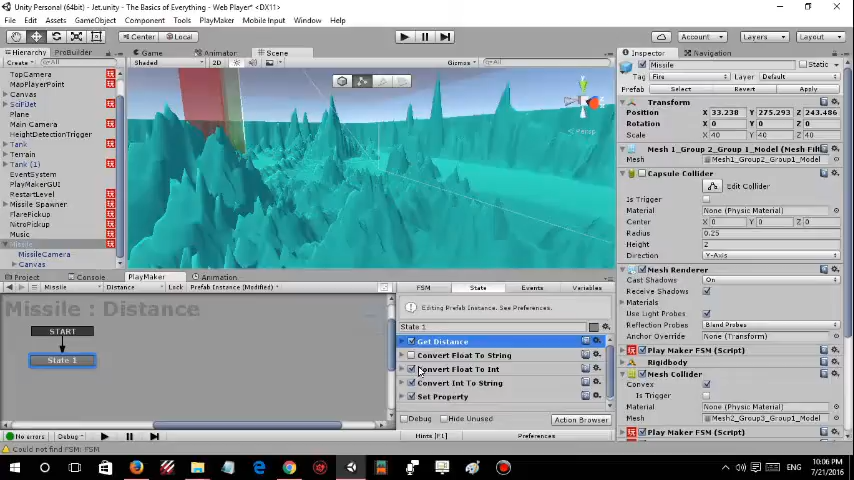 Unity Personal (64bit) - Jet.unity - The Basics of Everything - Web Player* <DX11>
File Edit Assets GameObject Component Tools PlayMaker Mobile Input Window Help
Center Local Account Layers Layout
Hierarchy ProBuilder Game Animator Scene Inspector Navigation
Create All Shaded 2D Gizmos All
TopCamera
MapPlayerPoint
Canvas
SciFiJet
Plane
Main Camera
HeightDetectionTrigger
Tank
Terrain
Tank (1)
EventSystem
PlayMakerGUI
RestartLevel
Missile Spawner
FlarePickup
NitroPickup
Music
Missile
MissileCamera
Canvas
Persp
Missile Static
Tag Fire Layer Default
Prefab Select Revert Apply
Transform
Position X 33.238 Y 275.293 Z 243.486
Rotation X 0 Y 0 Z 0
Scale X 40 Y 40 Z 40
Mesh 1_Group 2_Group 1_Model (Mesh Filt
Mesh Mesh1_Group2_Group1_Model
Capsule Collider
Edit Collider
Is Trigger
Material None (Physic Material)
Center X 0 Y 0 Z 0
Radius 0.25
Height 2
Direction Y-Axis
Mesh Renderer
Cast Shadows On
Receive Shadows
Materials
Use Light Probes
Reflection Probes Blend Probes
Anchor Override None (Transform)
Play Maker FSM (Script)
Rigidbody
Mesh Collider
Convex
Is Trigger
Material None (Physic Material)
Mesh Mesh2_Group3_Group1_Model
Play Maker FSM (Script)
Project Console PlayMaker Animation
Missile Distance Lock Prefab Instance (Modified)
FSM State Events Variables
Missile : Distance
START
State 1
Editing Prefab Instance. See Preferences.
State 1
Get Distance
Convert Float To String
Convert Float To Int
Convert Int To String
Set Property
Debug Hide Unused Action Browser
No errors Debug Hints [F1] Preferences
Could not find FSM: FSM
ENG 10:06 PM
7/21/2016